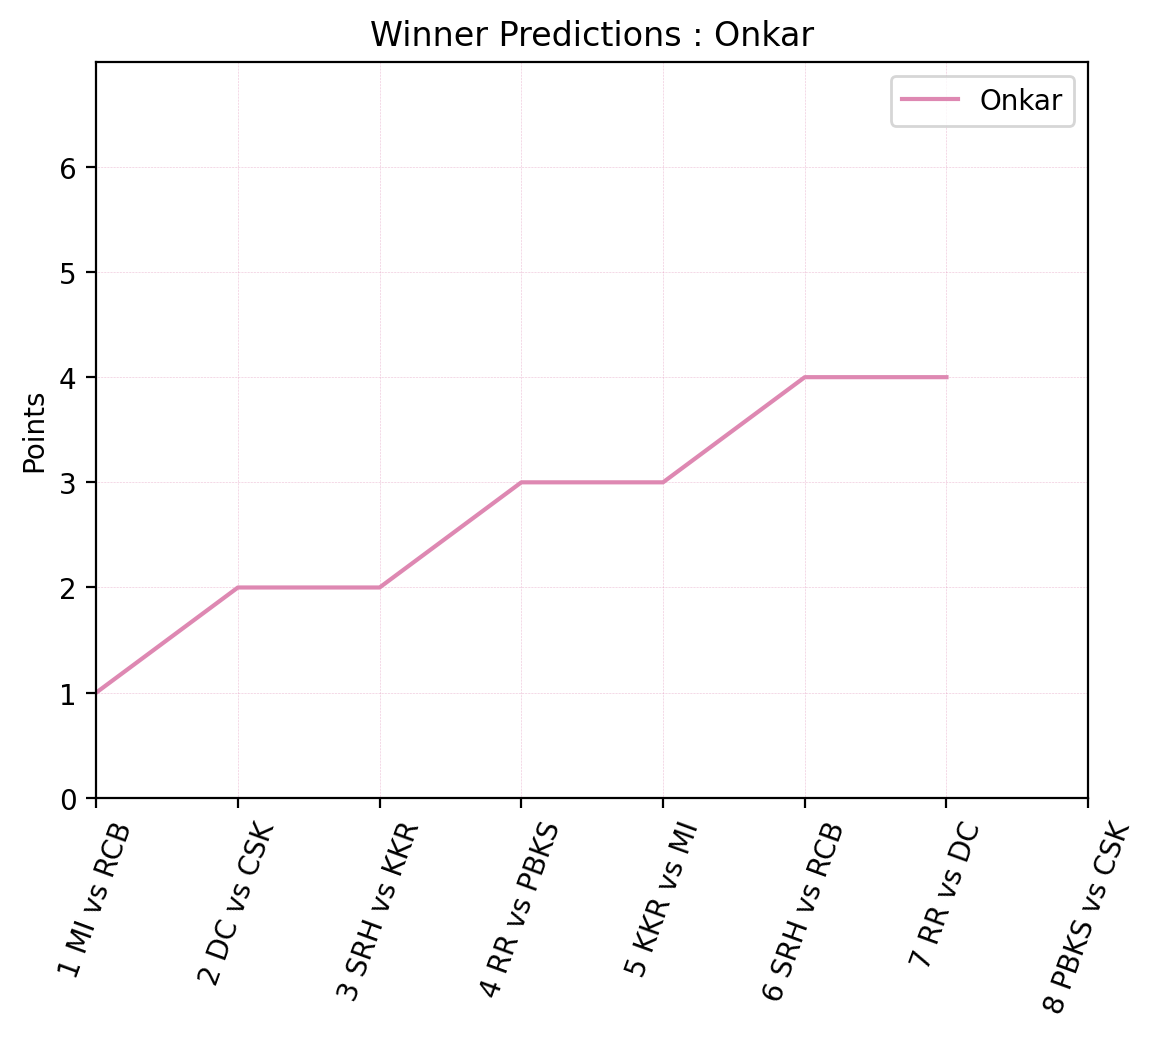 Winner Predictions : Onkar
Onkar
Points
6
5
4
3
2
1
0
1 MI vs RCB
2 DC vs CSK
3 SRH vs KKR
4 RR vs PBKS
5 KKR vs MI
6 SRH vs RCB
7 RR vs DC
8 PBKS vs CSK